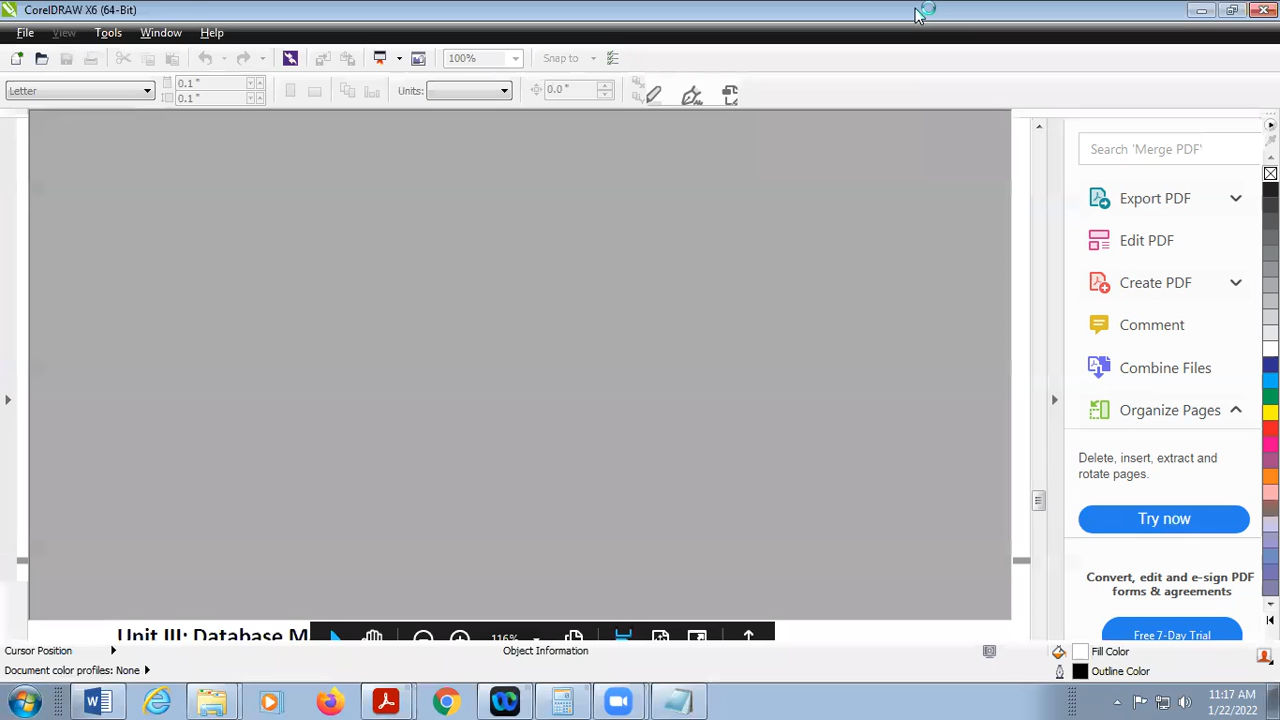 CorelDRAW X6 (64-Bit)
File View Tools Window Help
100% Snap to
Letter 0.1 " Units: 0.0 °
0.1 "
Search 'Merge PDF'
Export PDF
Edit PDF
Create PDF
Comment
Combine Files
Organize Pages
Delete, insert, extract and
rotate pages.
Try now
Convert, edit and e-sign PDF
forms & agreements
Free 7-Day Trial
Unit III: Database M
116%
Cursor Position Object Information Fill Color
Document color profiles: None Outline Color
11:17 AM
1/22/2022